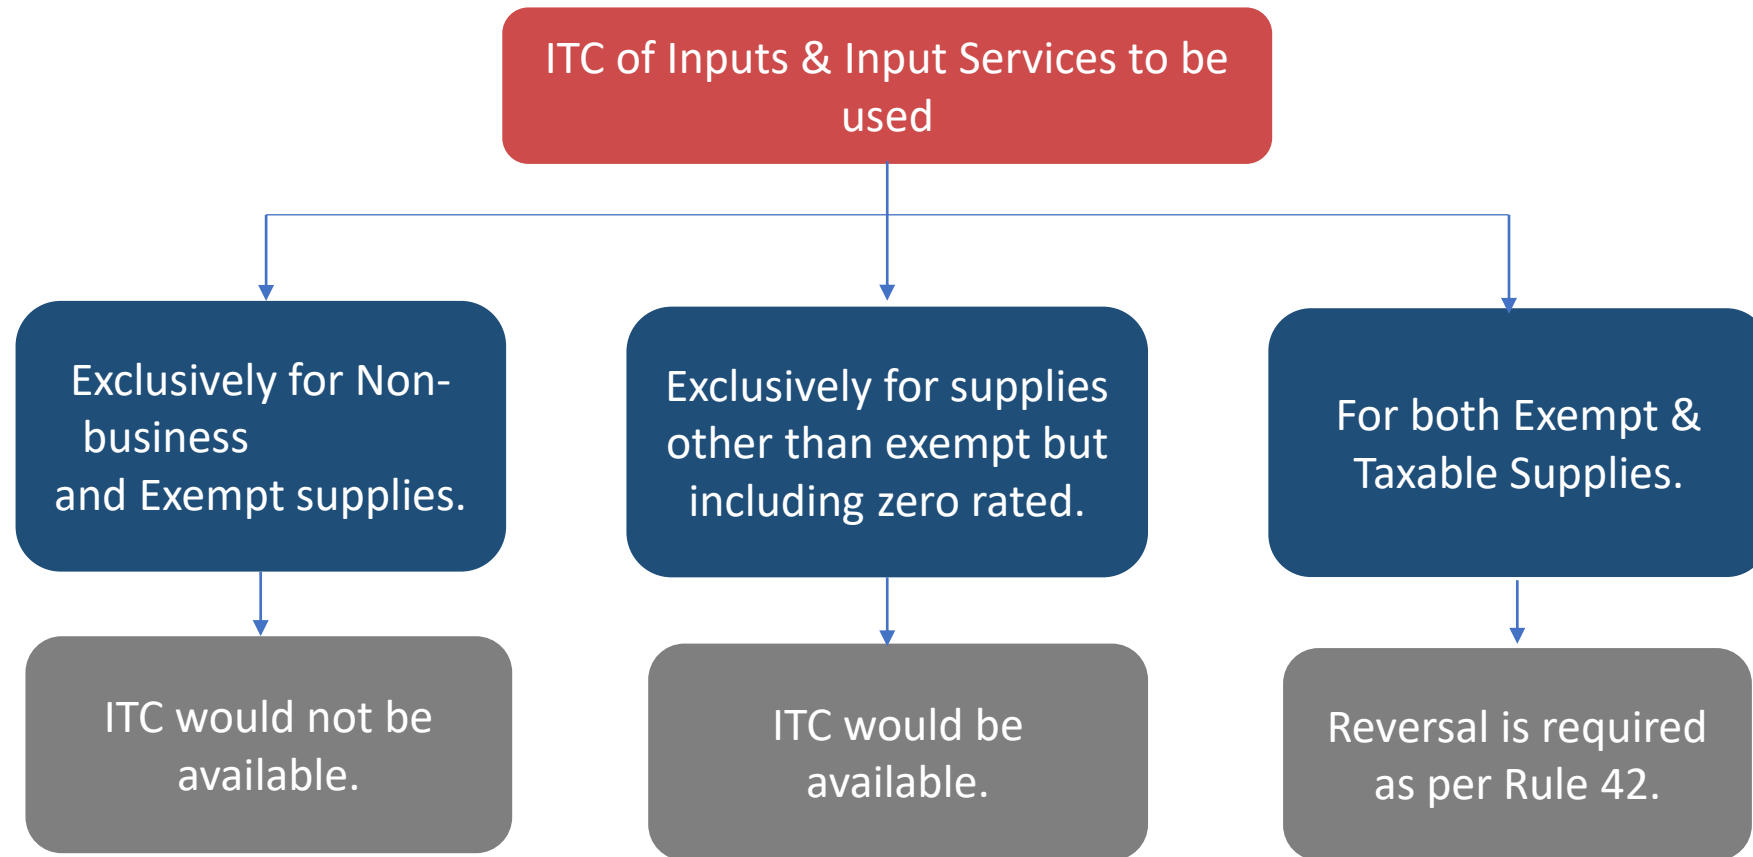 ITC of Inputs & Input Services to be
used
Exclusively for Non-
business
and Exempt supplies.
Exclusively for supplies
other than exempt but
including zero rated.
For both Exempt &
Taxable Supplies.
ITC would not be
available.
ITC would be
available.
Reversal is required
as per Rule 42.